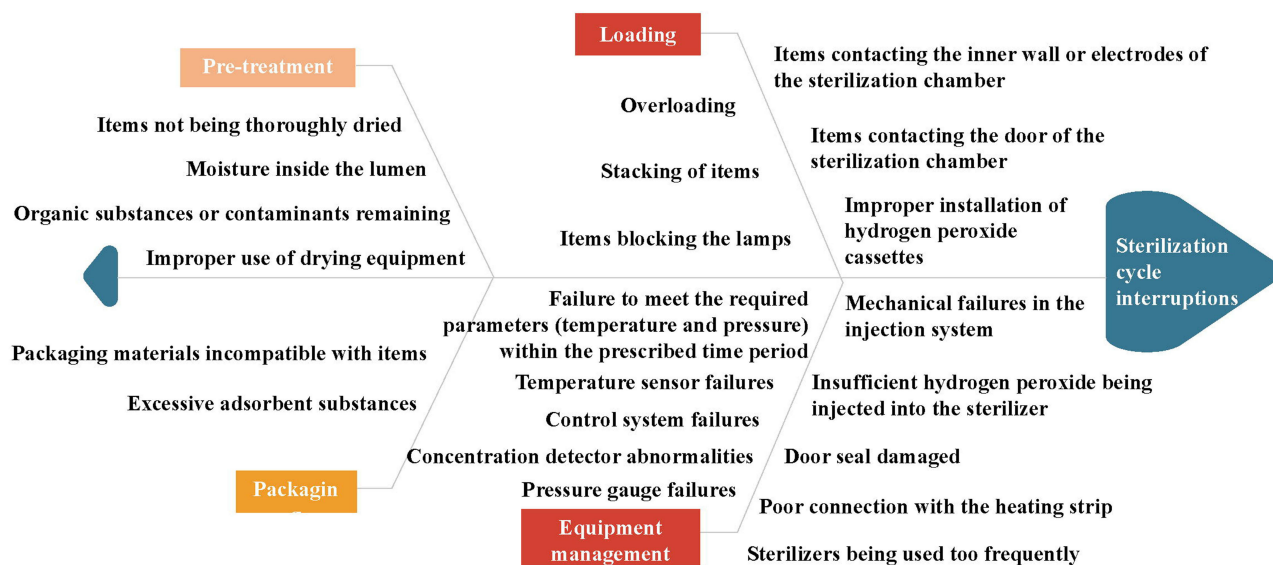 Loading
Pre-treatment
Items contacting the inner wall or electrodes of
the sterilization chamber
Overloading
Items not being thoroughly dried
Items contacting the door of the
sterilization chamber
Moisture inside the lumen
Stacking of items
Organic substances or contaminants remaining
Improper installation of
hydrogen peroxide
cassettes
Items blocking the lamps
Improper use of drying equipment
Sterilization
cycle
interruptions
Failure to meet the required
parameters (temperature and pressure)
within the prescribed time period
Mechanical failures in the
injection system
Packaging materials incompatible with items
Temperature sensor failures
Insufficient hydrogen peroxide being
injected into the sterilizer
Excessive adsorbent substances
Control system failures
Concentration detector abnormalities
Door seal damaged
Packagin
Pressure gauge failures
Poor connection with the heating strip
Equipment
management
Sterilizers being used too frequently